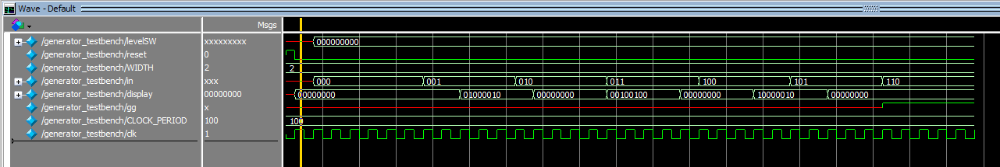 Wave - Default
Msgs
/generator_testbench/levelSW xxxxxxxxx 000000000
/generator_testbench/reset 0
/generator_testbench/WIDTH 2 2
/generator_testbench/in xxx 000 001 010 011 100 101 110
/generator_testbench/display 00000000 00000000 01000010 00000000 00100100 00000000 10000010 00000000
/generator_testbench/gg x
/generator_testbench/CLOCK_PERIOD 100 100
/generator_testbench/clk 1